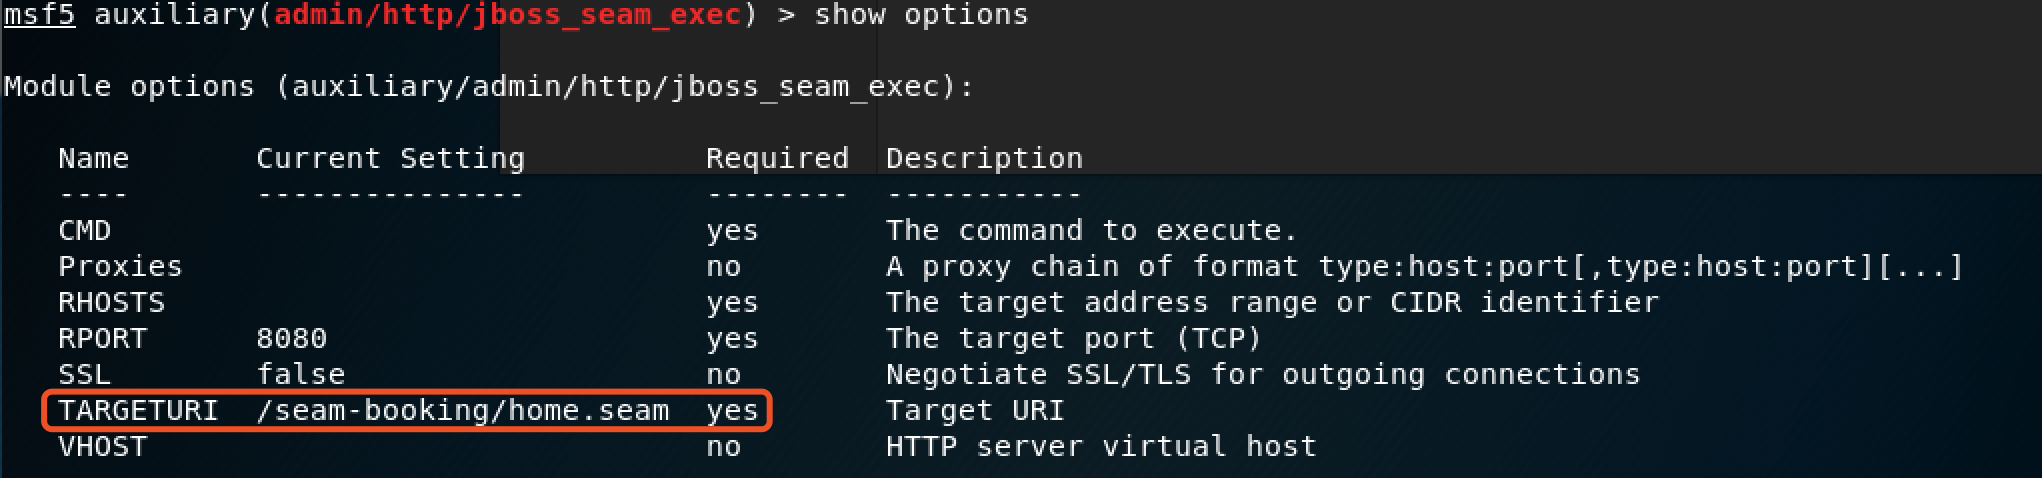 msf5 auxiliary(admin/http/jboss_seam_exec) > show options
Module options (auxiliary/admin/http/jboss_seam_exec):
Name Current Setting Required Description
---- --------------- -------- -----------
CMD yes The command to execute.
Proxies no A proxy chain of format type:host:port[,type:host:port][...]
RHOSTS yes The target address range or CIDR identifier
RPORT 8080 yes The target port (TCP)
SSL false no Negotiate SSL/TLS for outgoing connections
TARGETURI /seam-booking/home.seam yes Target URI
VHOST no HTTP server virtual host